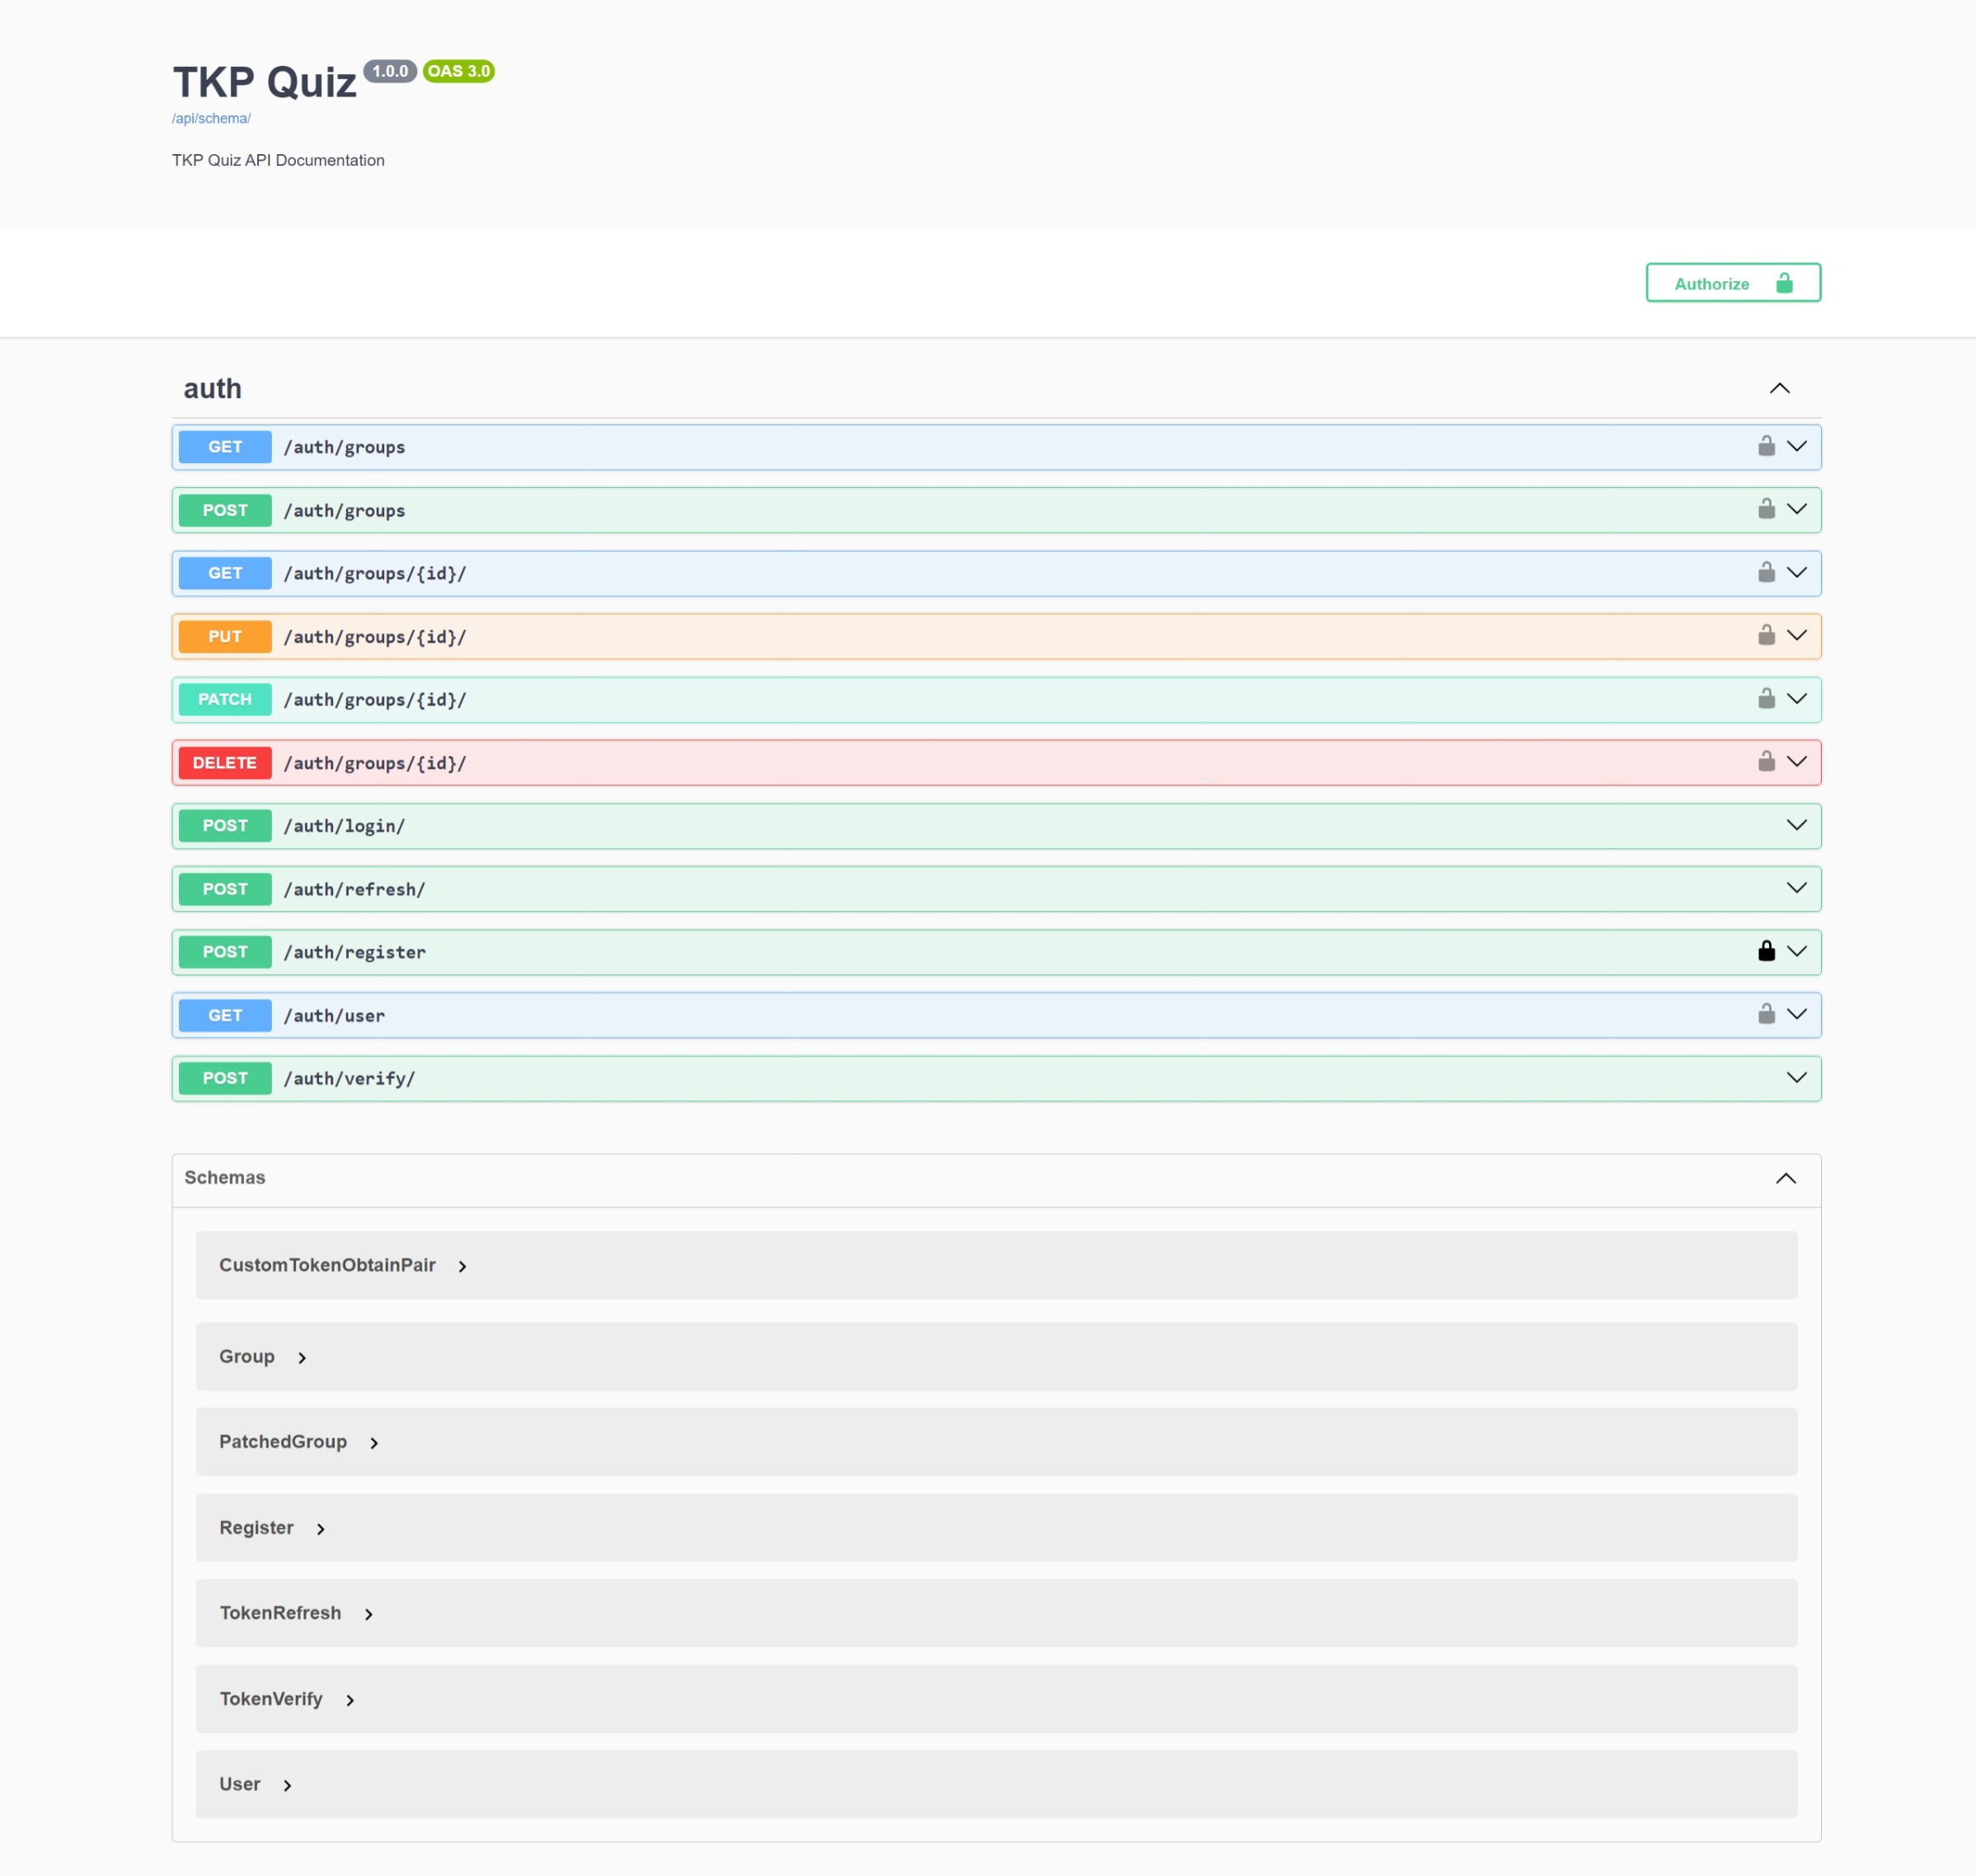 TKP Quiz 1.0.0 OAS 3.0
/api/schema/
TKP Quiz API Documentation
Authorize
auth
GET /auth/groups
POST /auth/groups
GET /auth/groups/{id}/
PUT /auth/groups/{id}/
PATCH /auth/groups/{id}/
DELETE /auth/groups/{id}/
POST /auth/login/
POST /auth/refresh/
POST /auth/register
GET /auth/user
POST /auth/verify/
Schemas
CustomTokenObtainPair
Group
PatchedGroup
Register
TokenRefresh
TokenVerify
User